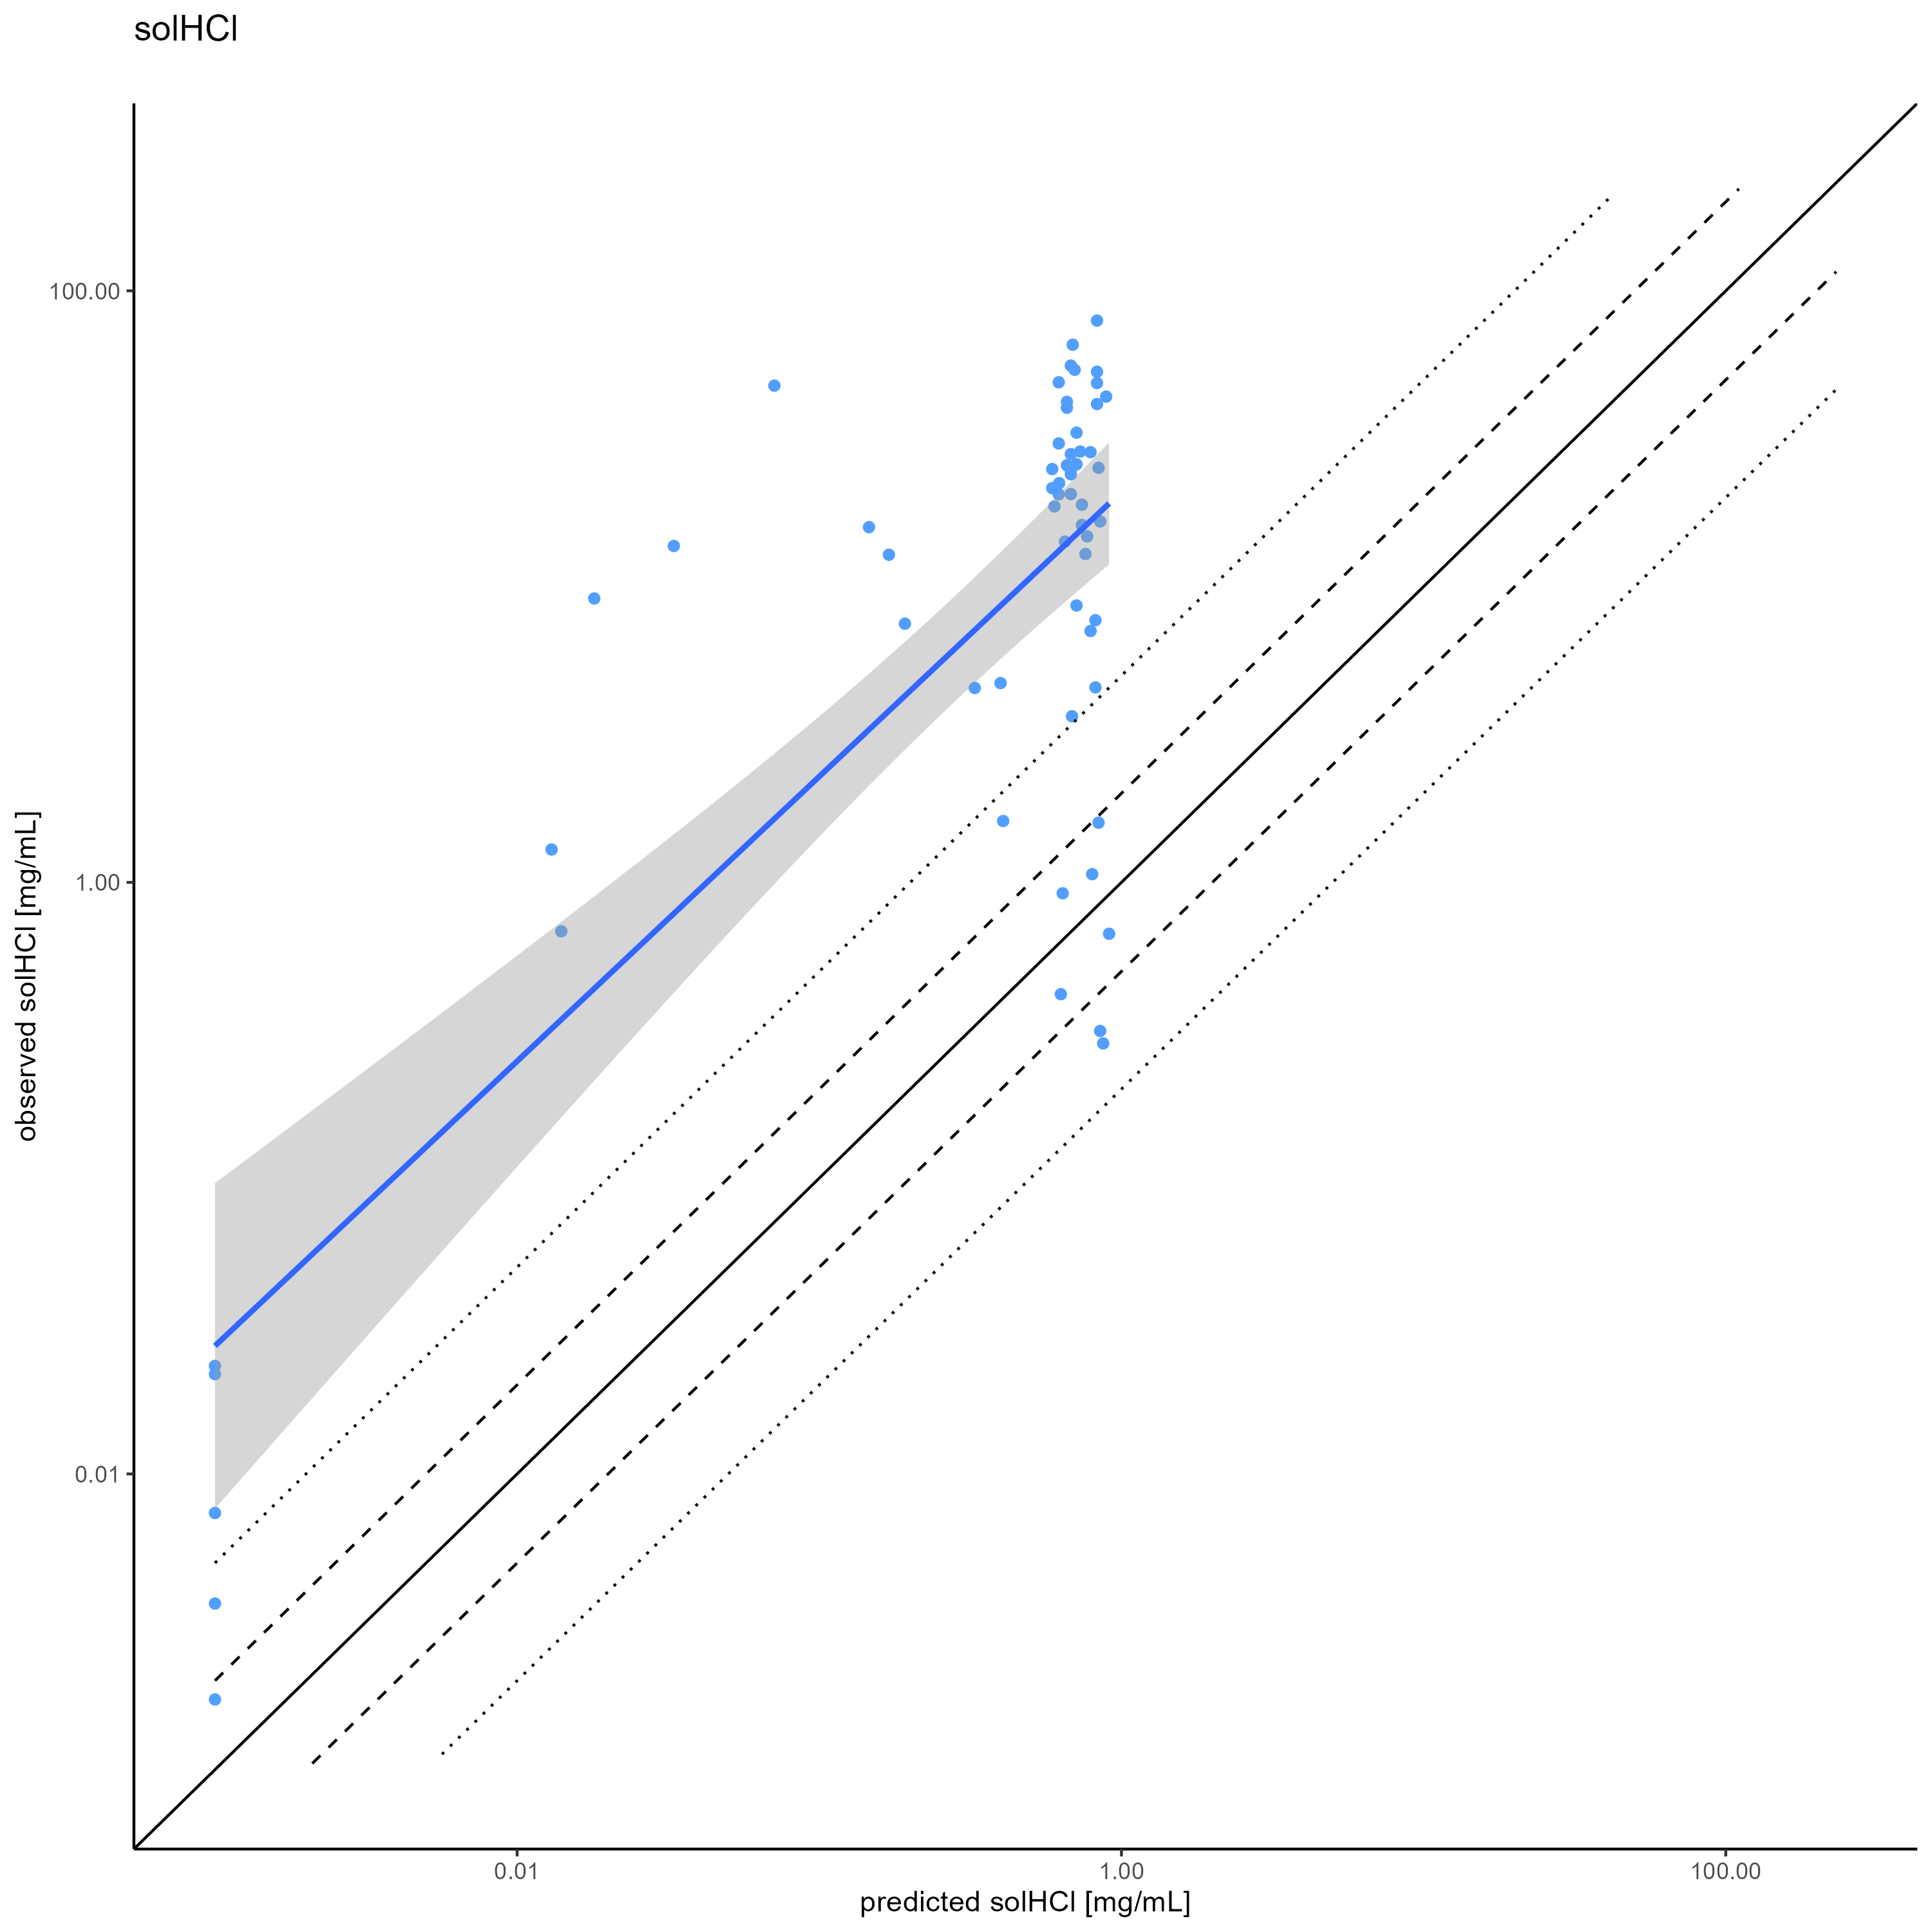 solHCl
observed solHCl [mg/mL]
100.00
1.00
0.01
0.01
1.00
100.00
predicted solHCl [mg/mL]